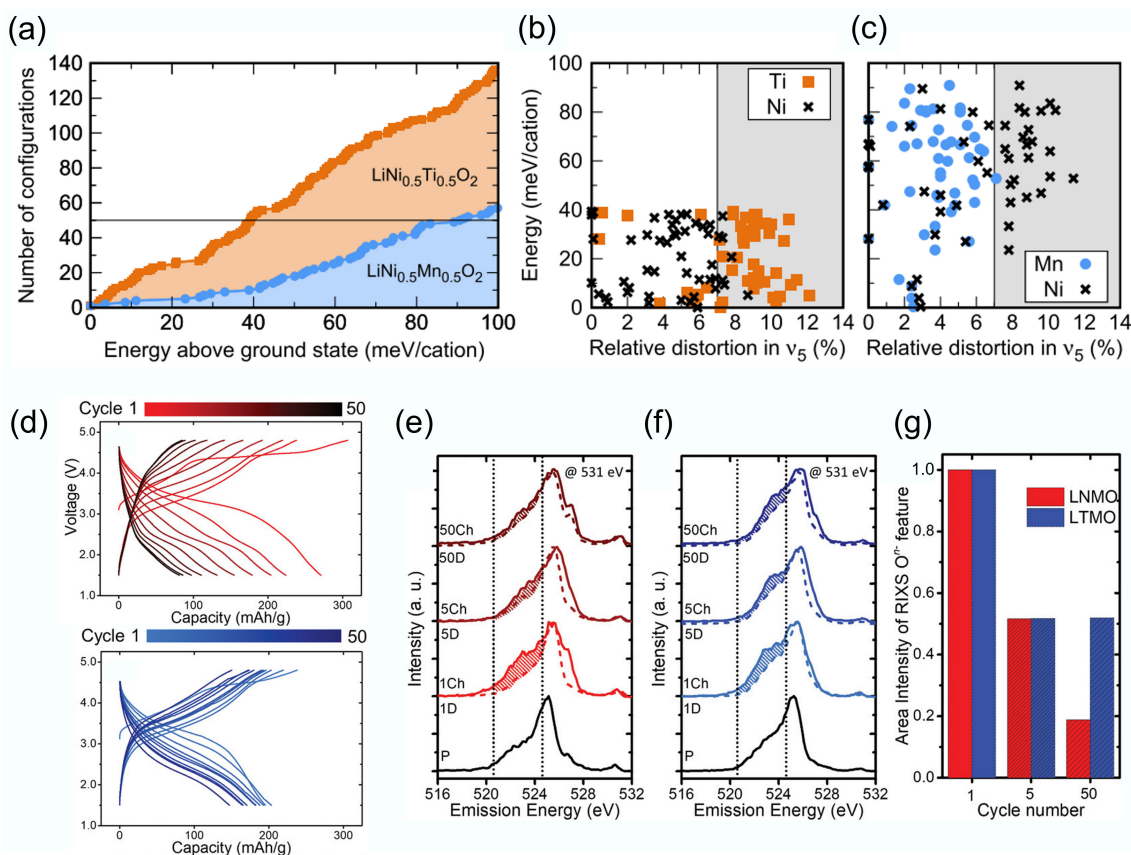 (a)
140
120
100
80
60
40
20
0
Number of configurations
LiNi0.5Ti0.5O2
LiNi0.5Mn0.5O2
0 20 40 60 80 100
Energy above ground state (meV/cation)
(b)
100
80
60
40
20
0
Energy (meV/cation)
Ti
Ni
0 2 4 6 8 10 12 14
Relative distortion in ν5 (%)
(c)
Mn
Ni
0 2 4 6 8 10 12 14
Relative distortion in ν5 (%)
(d)
Cycle 1 50
5.0
4.0
3.0
2.0
1.0
Voltage (V)
0 100 200 300
Capacity (mAh/g)
Cycle 1 50
5.0
4.0
3.0
2.0
1.0
0 100 200 300
Capacity (mAh/g)
(e)
@ 531 eV
50Ch
50D
5Ch
5D
1Ch
1D
P
Intensity (a. u.)
516 520 524 528 532
Emission Energy (eV)
(f)
@ 531 eV
50Ch
50D
5Ch
5D
1Ch
1D
P
Intensity (a. u.)
516 520 524 528 532
Emission Energy (eV)
(g)
1.0
0.8
0.6
0.4
0.2
0.0
Area Intensity of RIXS Oⁿ⁻ feature
LNMO
LTMO
1 5 50
Cycle number